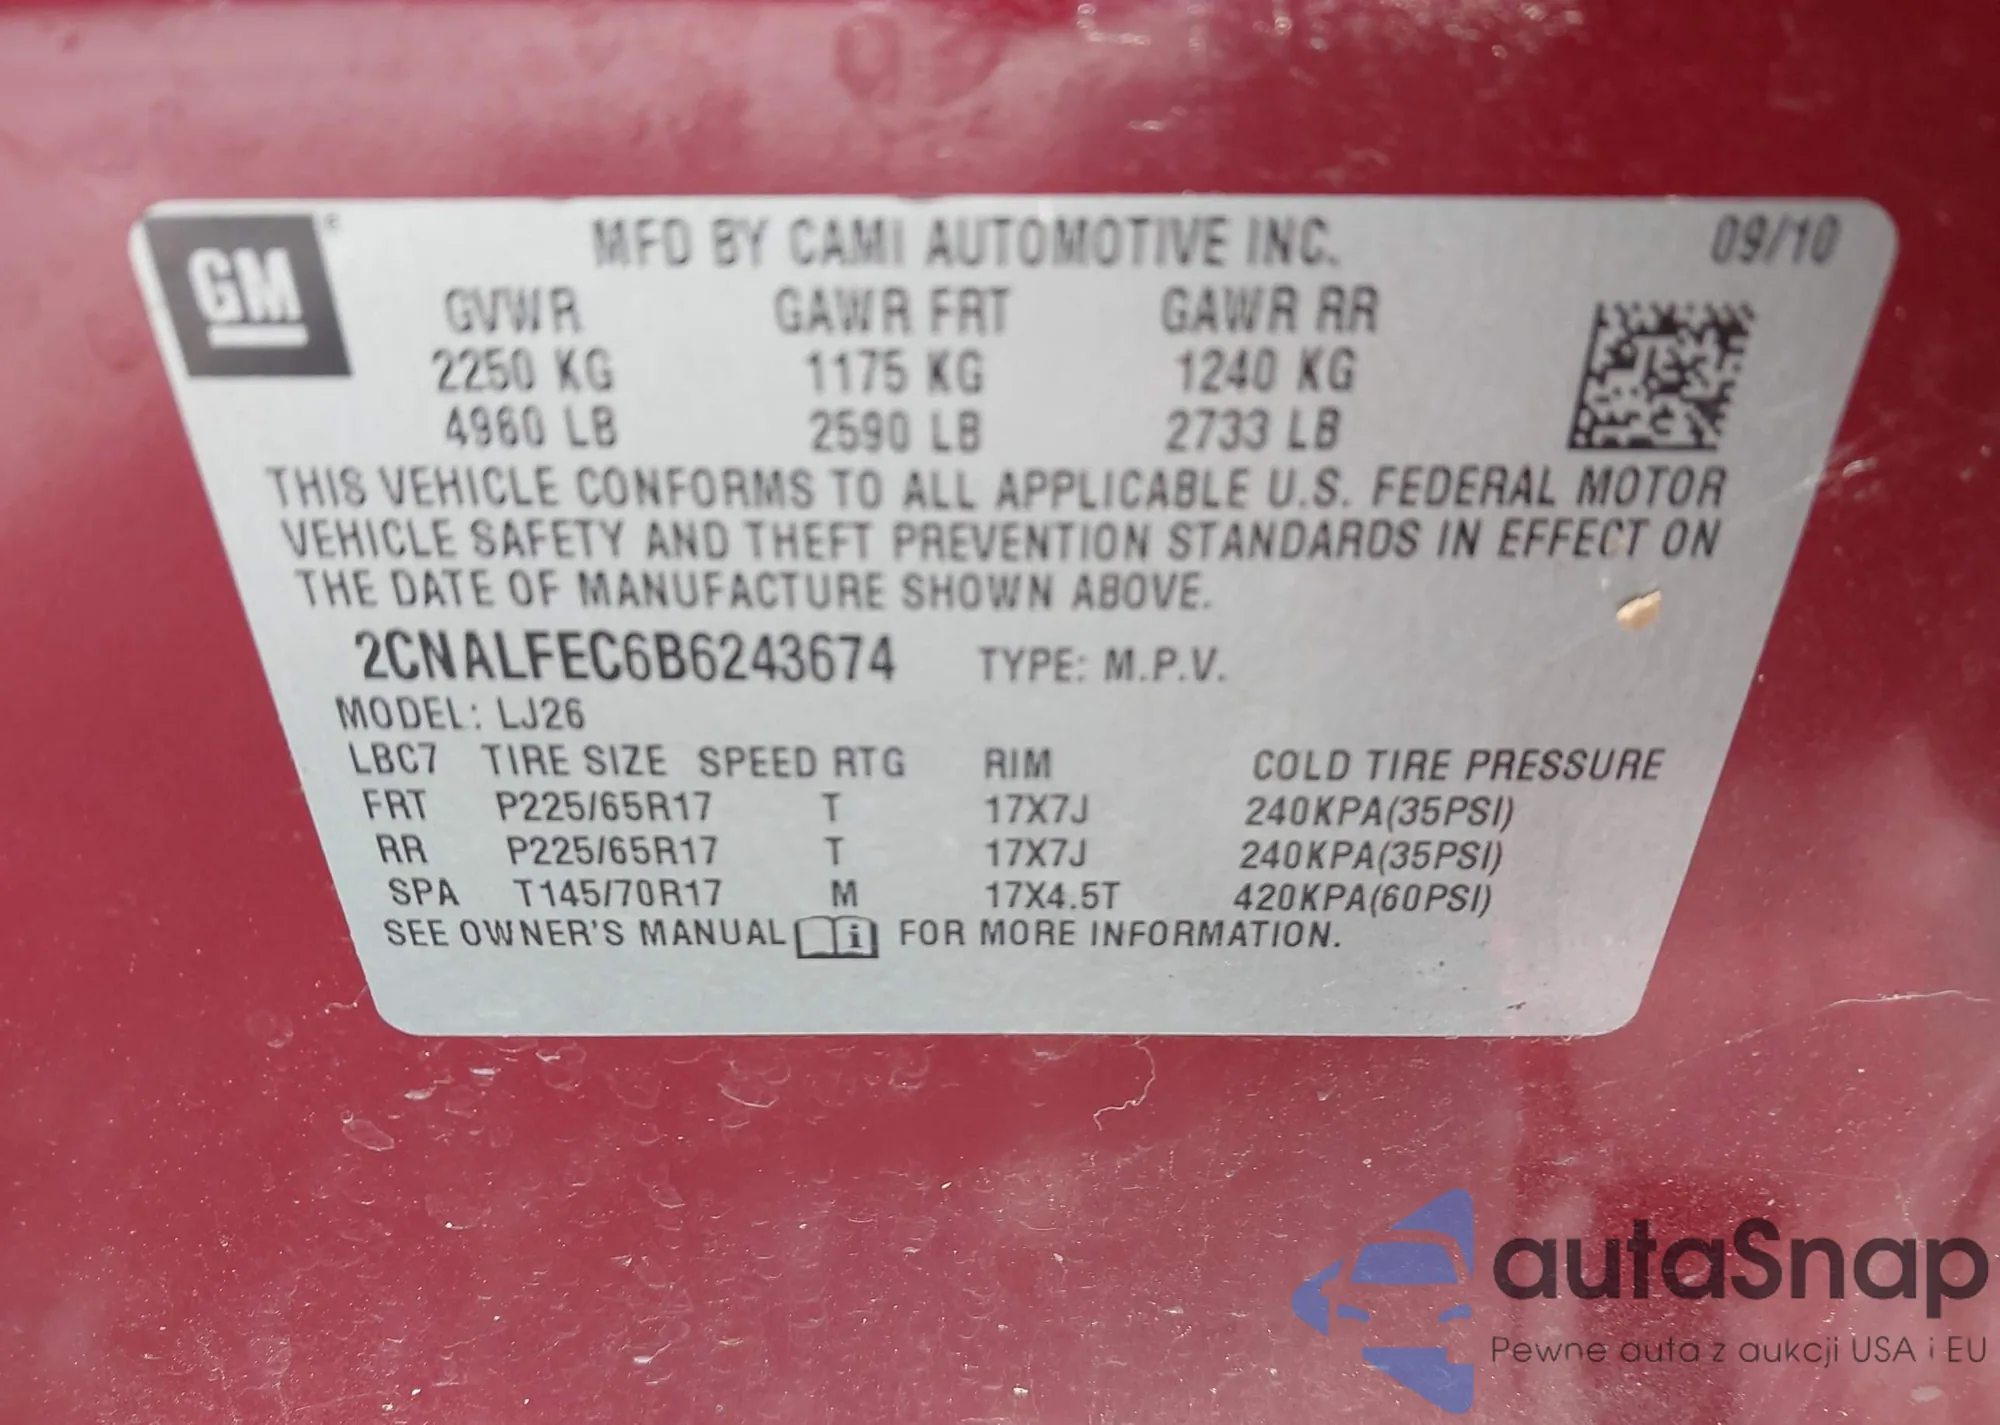 GM
MFD BY CAMI AUTOMOTIVE INC. 09/10
GVWR GAWR FRT GAWR RR
2250 KG 1175 KG 1240 KG
4960 LB 2590 LB 2733 LB
THIS VEHICLE CONFORMS TO ALL APPLICABLE U.S. FEDERAL MOTOR
VEHICLE SAFETY AND THEFT PREVENTION STANDARDS IN EFFECT ON
THE DATE OF MANUFACTURE SHOWN ABOVE.
2CNALFEC6B6243674 TYPE: M.P.V.
MODEL: LJ26
LBC7 TIRE SIZE SPEED RTG RIM COLD TIRE PRESSURE
FRT P225/65R17 T 17X7J 240KPA(35PSI)
RR P225/65R17 T 17X7J 240KPA(35PSI)
SPA T145/70R17 M 17X4.5T 420KPA(60PSI)
SEE OWNER'S MANUAL i FOR MORE INFORMATION.
autaSnap
Pewne auta z aukcji USA i EU